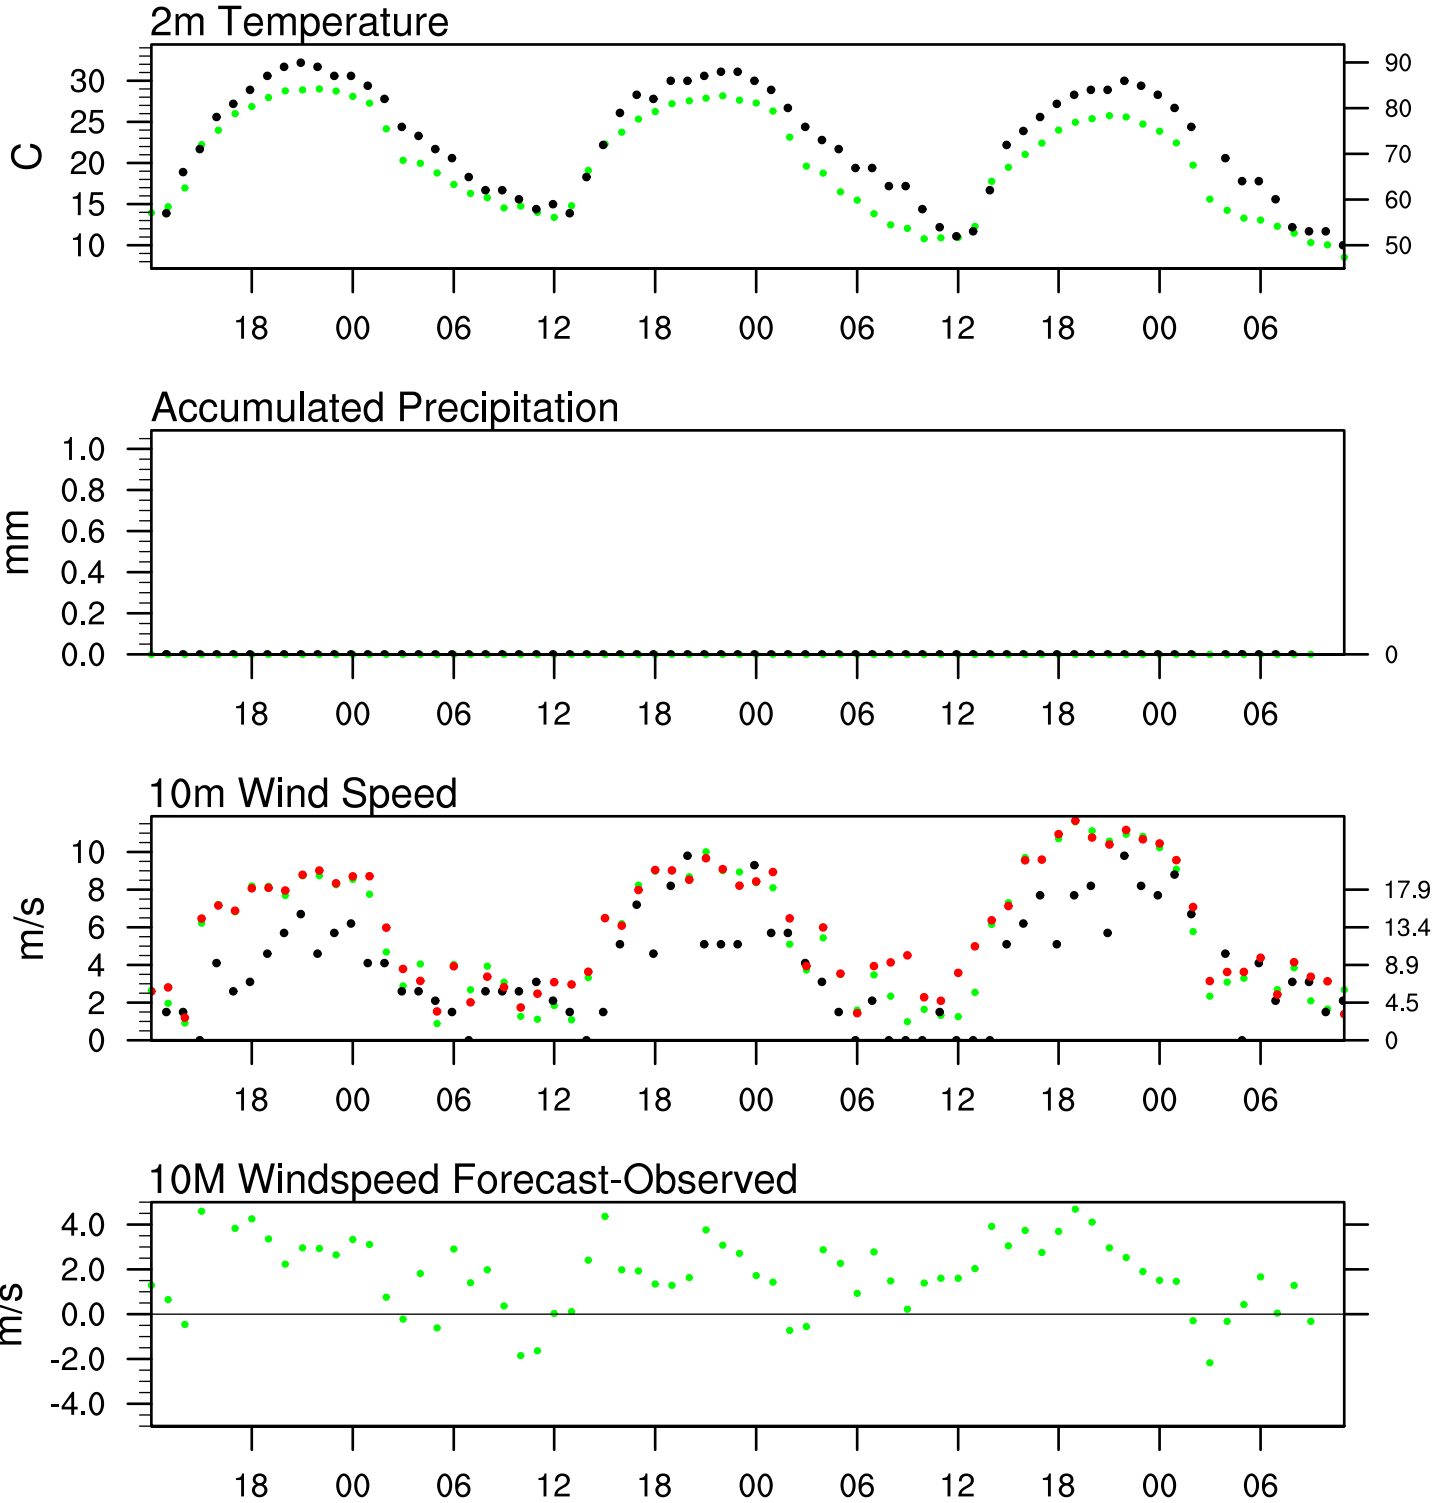 2m Temperature
30
25
20
15
10
C
90
80
70
60
50
18 00 06 12 18 00 06 12 18 00 06
Accumulated Precipitation
1.0
0.8
0.6
0.4
0.2
0.0
mm
0
18 00 06 12 18 00 06 12 18 00 06
10m Wind Speed
10
8
6
4
2
0
m/s
17.9
13.4
8.9
4.5
0
18 00 06 12 18 00 06 12 18 00 06
10M Windspeed Forecast-Observed
4.0
2.0
0.0
-2.0
-4.0
m/s
18 00 06 12 18 00 06 12 18 00 06